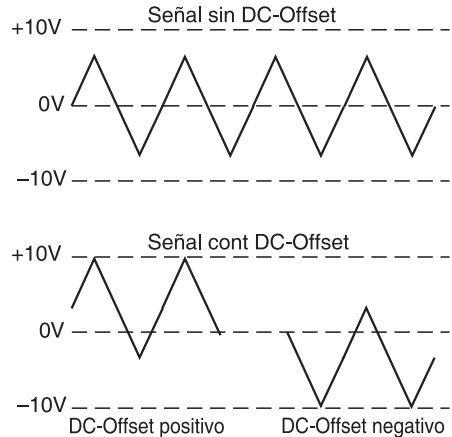 Señal sin DC-Offset
+10V
0V
–10V
Señal cont DC-Offset
+10V
0V
–10V
DC-Offset positivo DC-Offset negativo